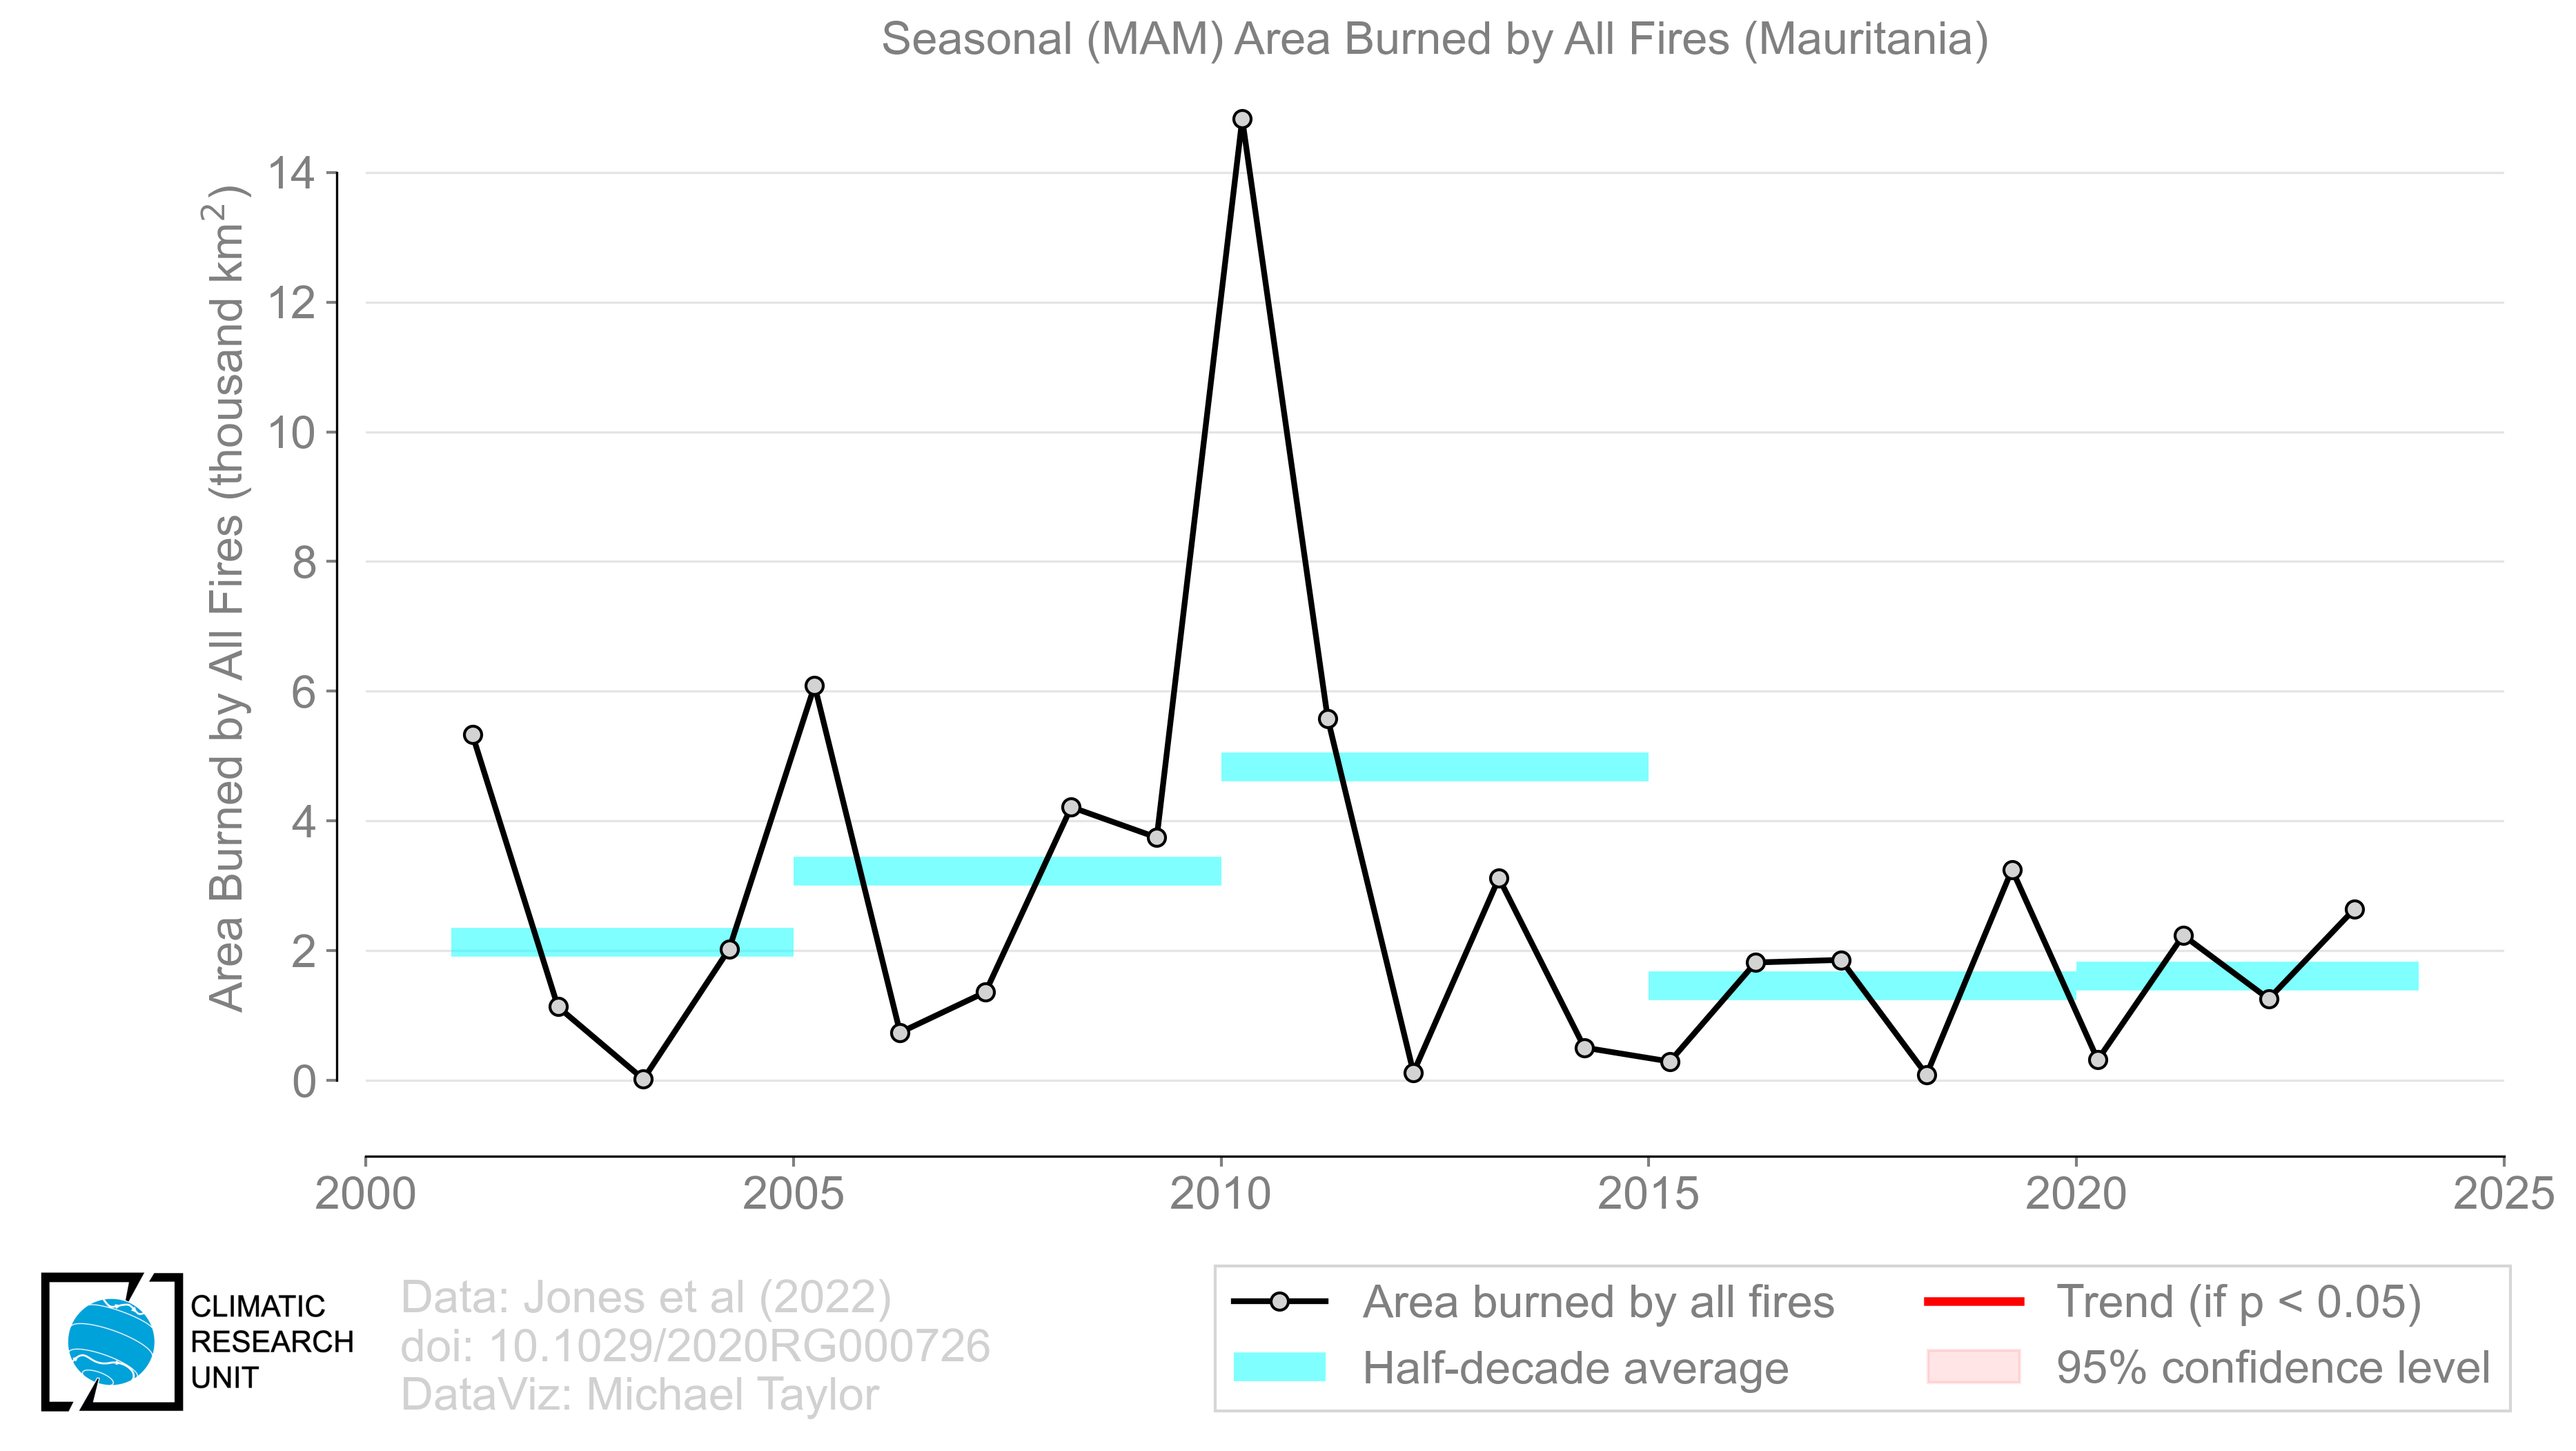 Seasonal (MAM) Area Burned by All Fires (Mauritania)
Area Burned by All Fires (thousand km²)
14
12
10
8
6
4
2
0
2000 2005 2010 2015 2020 2025
CLIMATIC
RESEARCH
UNIT
Data: Jones et al (2022)
doi: 10.1029/2020RG000726
DataViz: Michael Taylor
Area burned by all fires
Half-decade average
Trend (if p < 0.05)
95% confidence level